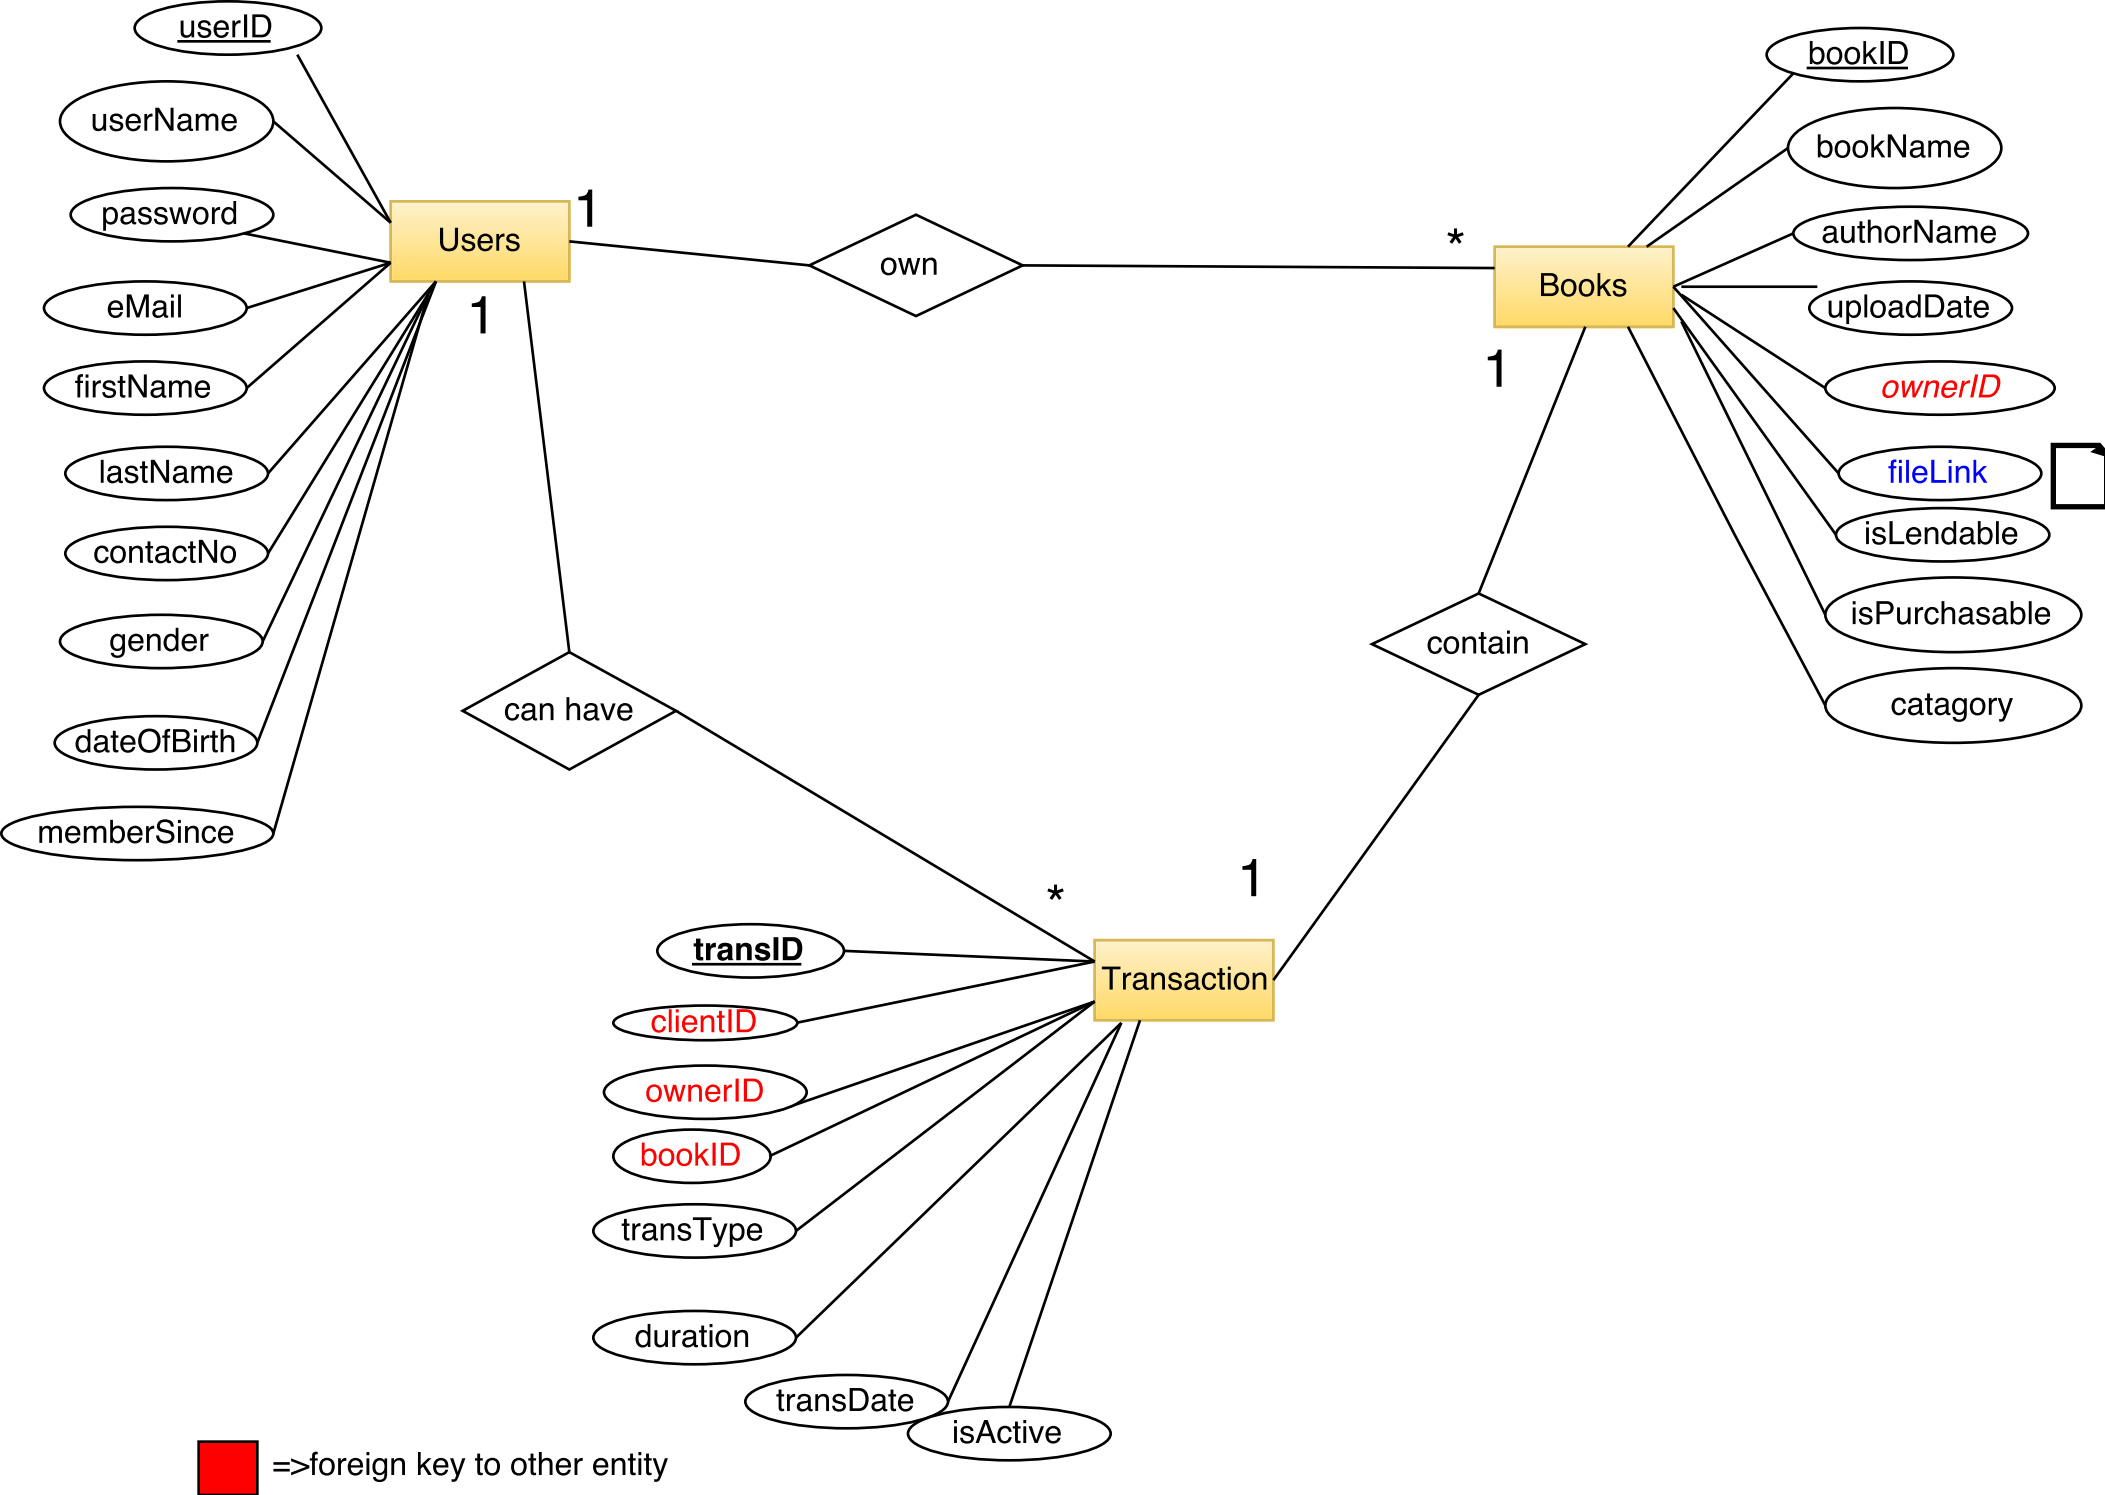 userID
userName
password
eMail
firstName
lastName
contactNo
gender
dateOfBirth
memberSince
Users
1
1
own
*
Books
1
bookID
bookName
authorName
uploadDate
ownerID
fileLink
isLendable
isPurchasable
catagory
can have
contain
*
1
Transaction
transID
clientID
ownerID
bookID
transType
duration
transDate
isActive
=>foreign key to other entity